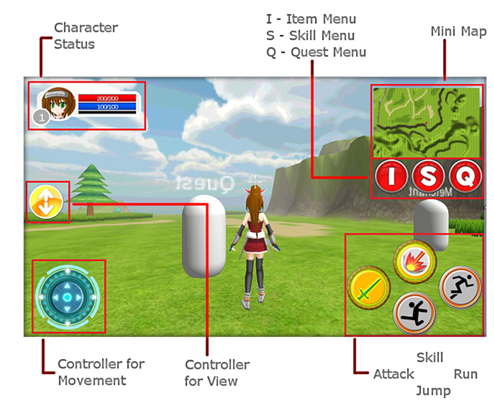 Character
Status
I - Item Menu
S - Skill Menu
Q - Quest Menu
Mini Map
200/200
100/100
1
I S Q
Quest
Merchant
Controller for
Movement
Controller
for View
Skill
Attack Run
Jump